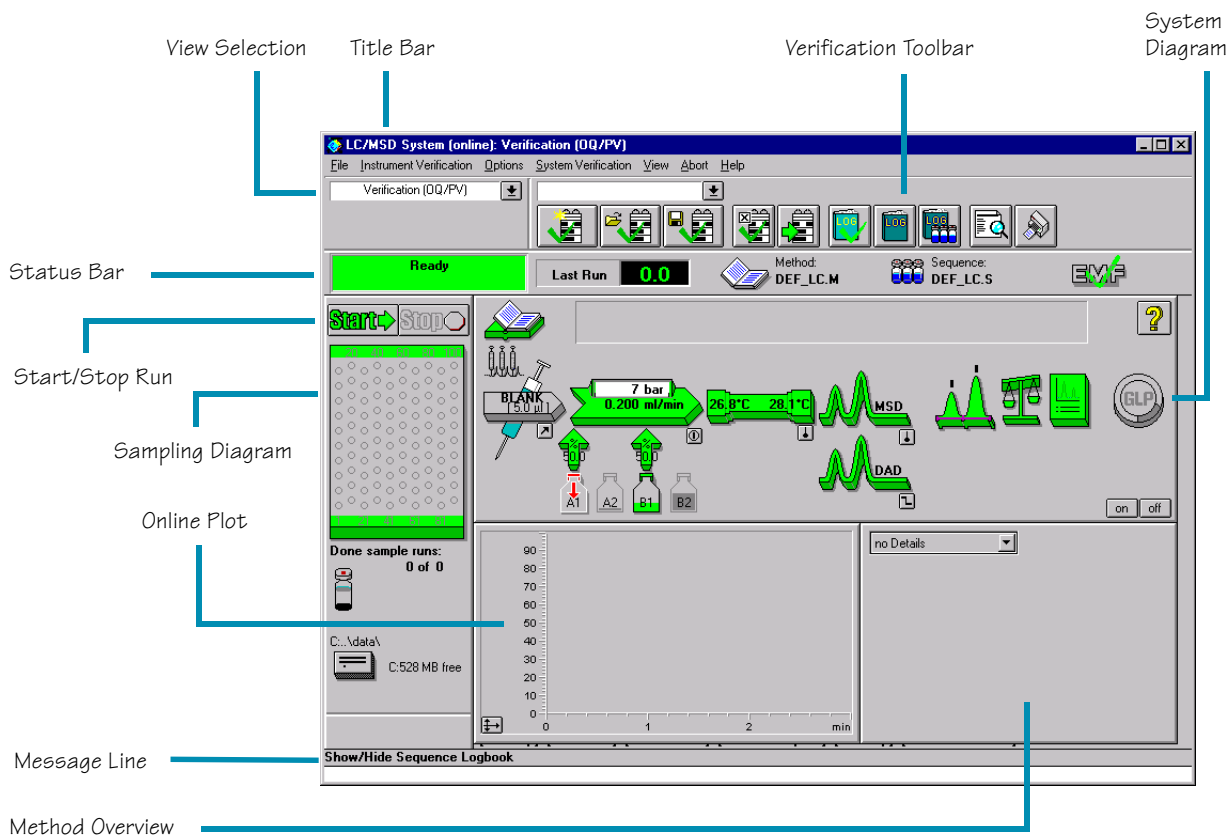 System
Diagram
View Selection
Title Bar
Verification Toolbar
LC/MSD System (online): Verification (OQ/PV)
File Instrument Verification Options System Verification View Abort Help
Verification (OQ/PV)
LOG LOG LOG
Status Bar
Ready
Last Run 0.0
Method:
DEF_LC.M
Sequence:
DEF_LC.S
EMF
Start Stop
Start/Stop Run
20 40 60 80 100
Sampling Diagram
1 21 41 61 81
?
BLANK
5.0 µl
7 bar
0.200 ml/min
26.8°C 28.1°C
MSD
DAD
GLP
%
50.0
%
50.0
A1 A2 B1 B2
on off
Online Plot
Done sample runs:
0 of 0
C:..\data\
C:528 MB free
90
80
70
60
50
40
30
20
10
0
0 1 2 min
no Details
Message Line
Show/Hide Sequence Logbook
Method Overview